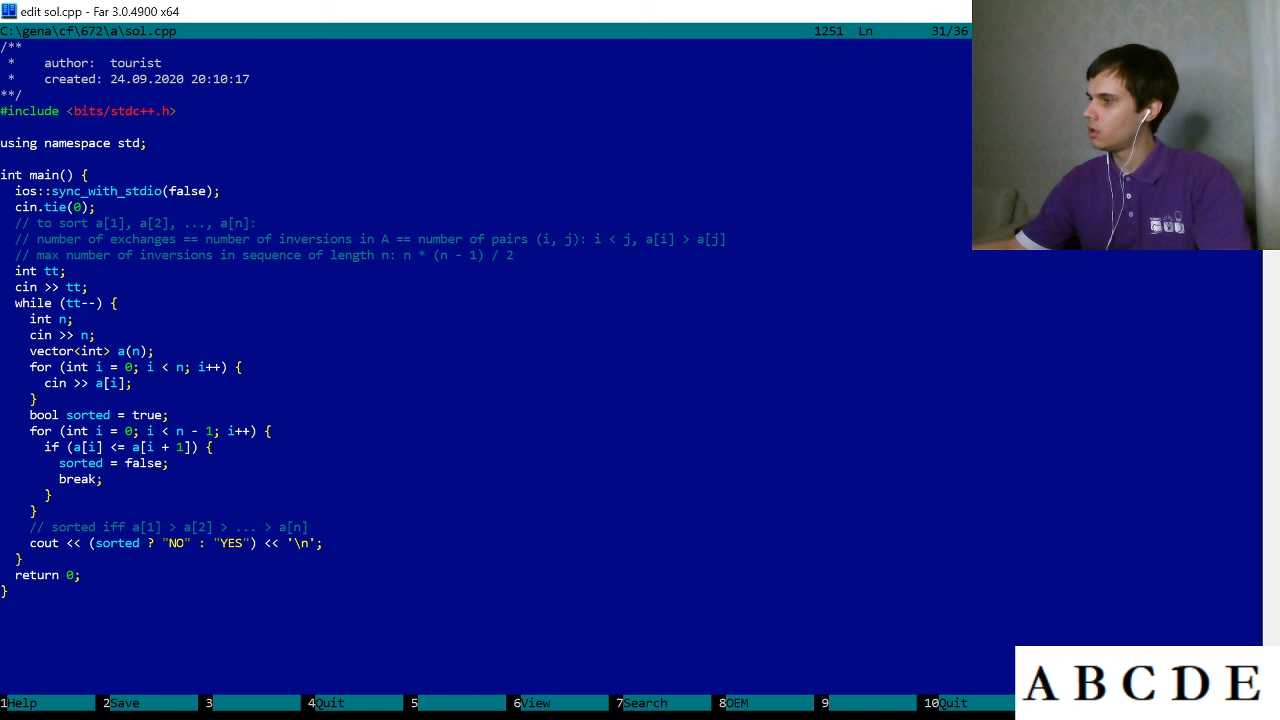 edit sol.cpp - Far 3.0.4900 x64
C:\gena\cf\672\a\sol.cpp 1251 Ln 31/36
/**
 *    author:  tourist
 *    created: 24.09.2020 20:10:17
**/
#include <bits/stdc++.h>

using namespace std;

int main() {
  ios::sync_with_stdio(false);
  cin.tie(0);
  // to sort a[1], a[2], ..., a[n]:
  // number of exchanges == number of inversions in A == number of pairs (i, j): i < j, a[i] > a[j]
  // max number of inversions in sequence of length n: n * (n - 1) / 2
  int tt;
  cin >> tt;
  while (tt--) {
    int n;
    cin >> n;
    vector<int> a(n);
    for (int i = 0; i < n; i++) {
      cin >> a[i];
    }
    bool sorted = true;
    for (int i = 0; i < n - 1; i++) {
      if (a[i] <= a[i + 1]) {
        sorted = false;
        break;
      }
    }
    // sorted iff a[1] > a[2] > ... > a[n]
    cout << (sorted ? "NO" : "YES") << '\n';
  }
  return 0;
}
A B C D E
1Help 2Save 3 4Quit 5 6View 7Search 8OEM 9 10Quit